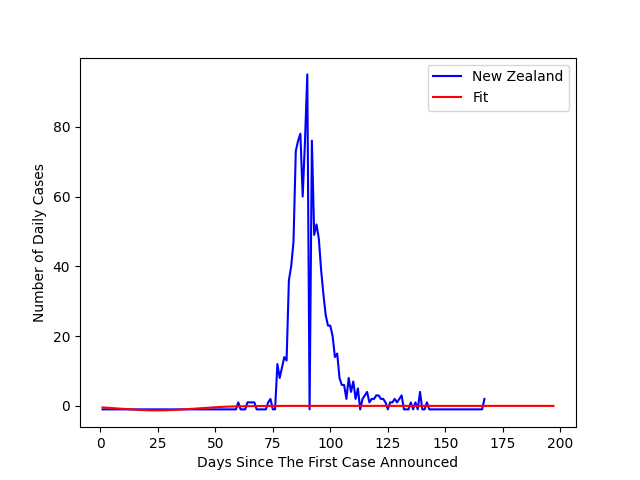 New Zealand
Fit
Number of Daily Cases
80
60
40
20
0
0 25 50 75 100 125 150 175 200
Days Since The First Case Announced